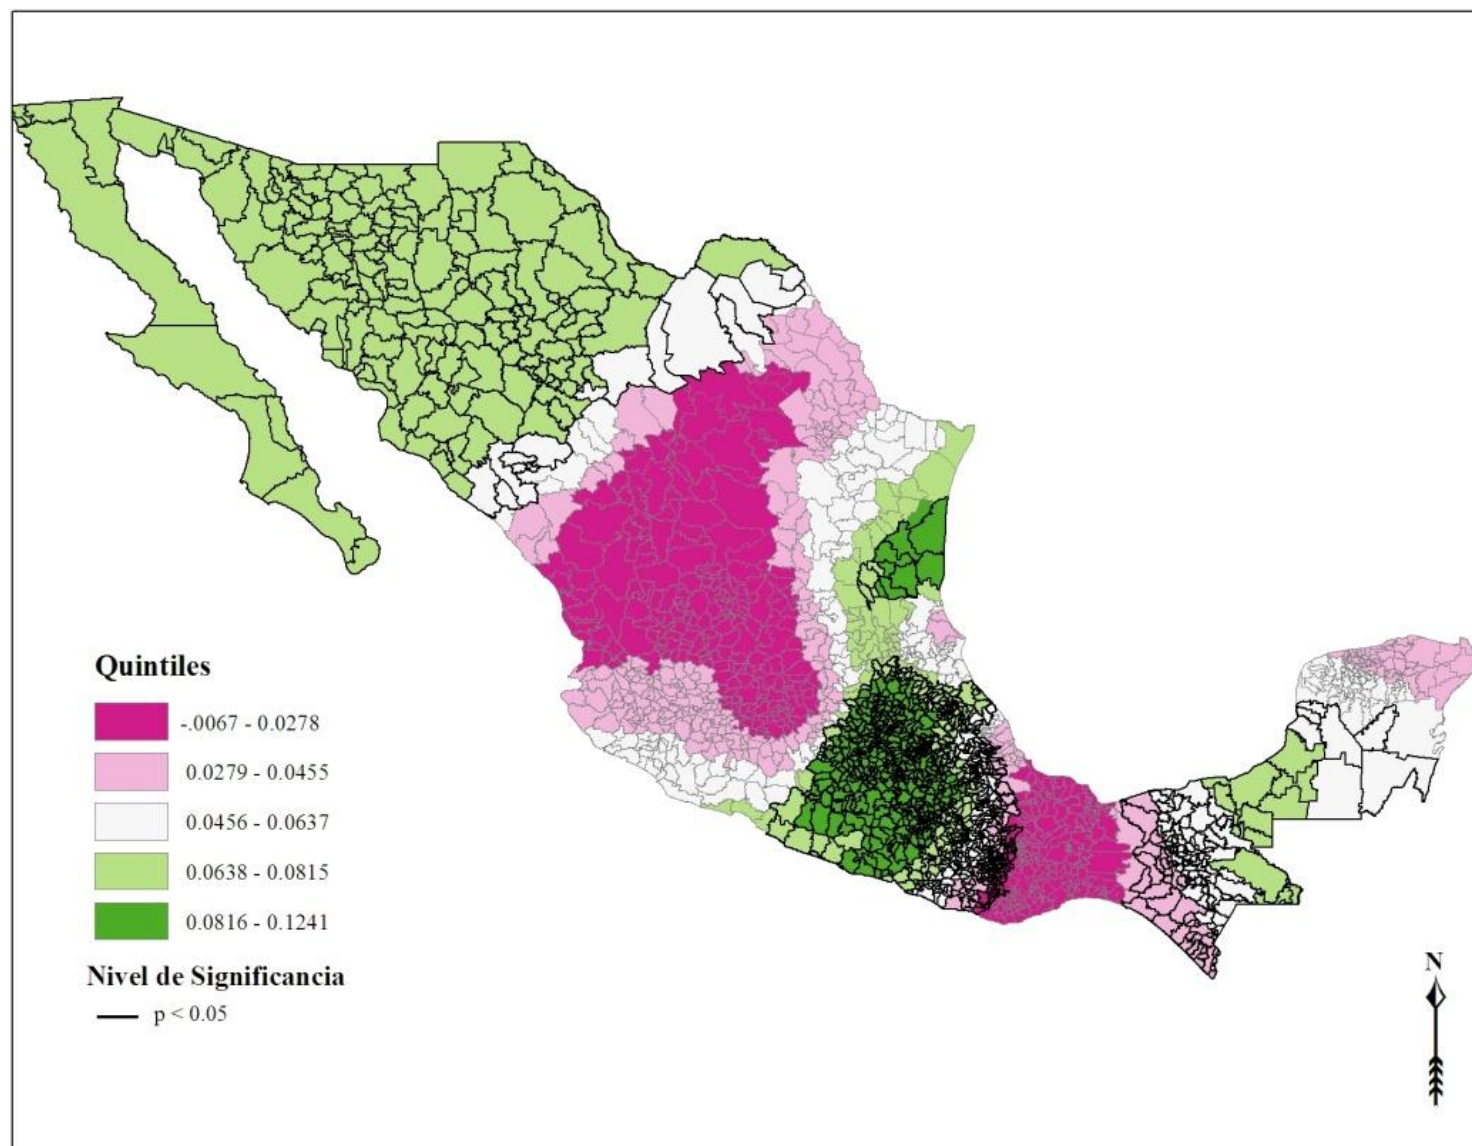 Quintiles
-.0067 - 0.0278
0.0279 - 0.0455
0.0456 - 0.0637
0.0638 - 0.0815
0.0816 - 0.1241
Nivel de Significancia
p < 0.05
N